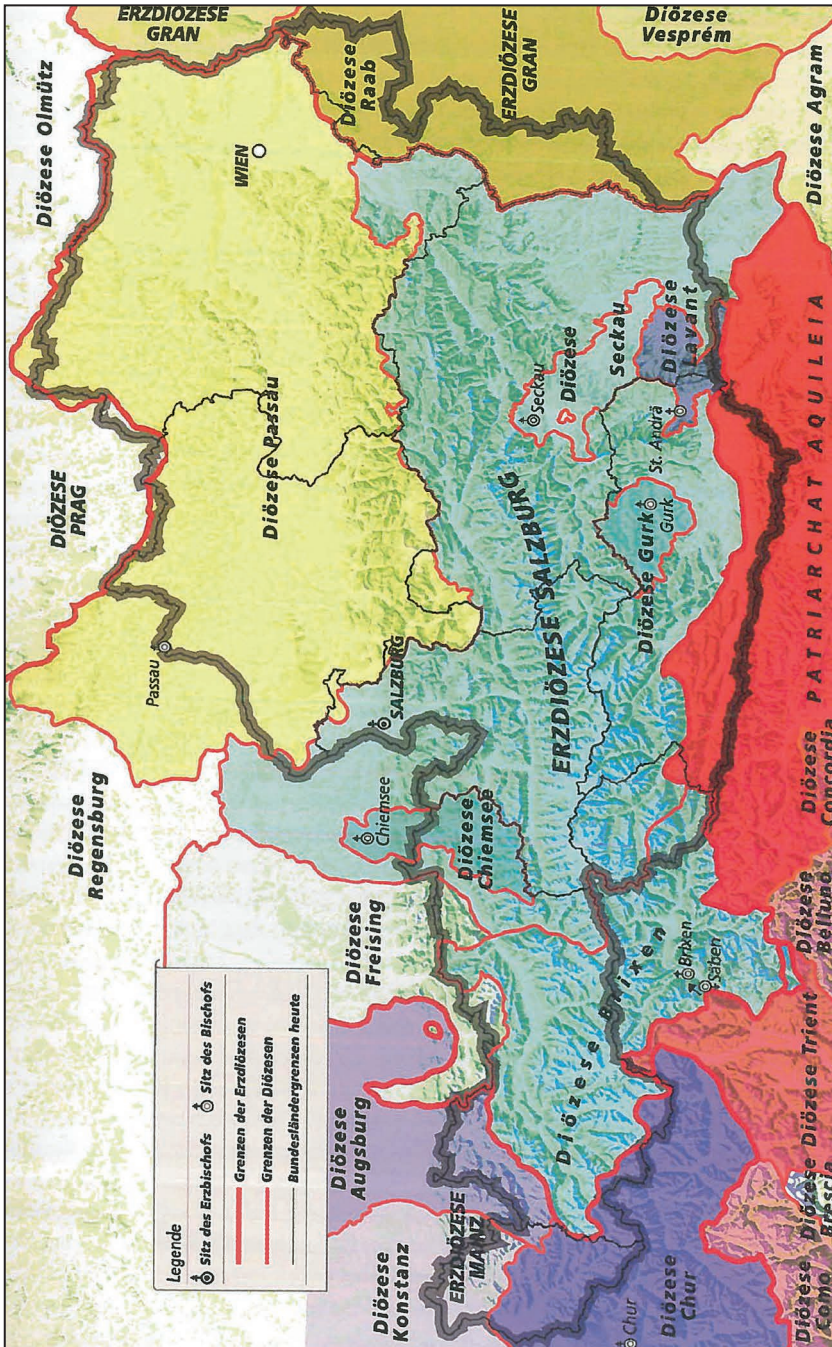 Legende
Sitz des Erzbischofs
Sitz des Bischofs
Grenzen der Erzdiözesen
Grenzen der Diözesen
Bundesländergrenzen heute
Diözese
Regensburg
DIÖZESE
PRAG
Diözese Olmütz
ERZDIÖZESE
GRAN
Passau
Diözese Passau
WIEN
Diözese
Raab
ERZDIÖZESE
GRAN
Diözese
Vesprém
Diözese
Konstanz
Diözese
Augsburg
Diözese
Freising
Chiemsee
SALZBURG
ERZDIÖZESE
MAINZ
Diözese
Chiemsee
ERZDIÖZESE SALZBURG
Seckau
Diözese
Seckau
Diözese Brixen
Diözese Gurk
Gurk
St. Andrä
Diözese
Lavant
Chur
Diözese
Chur
Brixen
Säben
Diözese
Como
Diözese
Brescia
Diözese Trient
Diözese
Belluno
Diözese
Concordia
PATRIARCHAT AQUILEIA
Diözese Agram